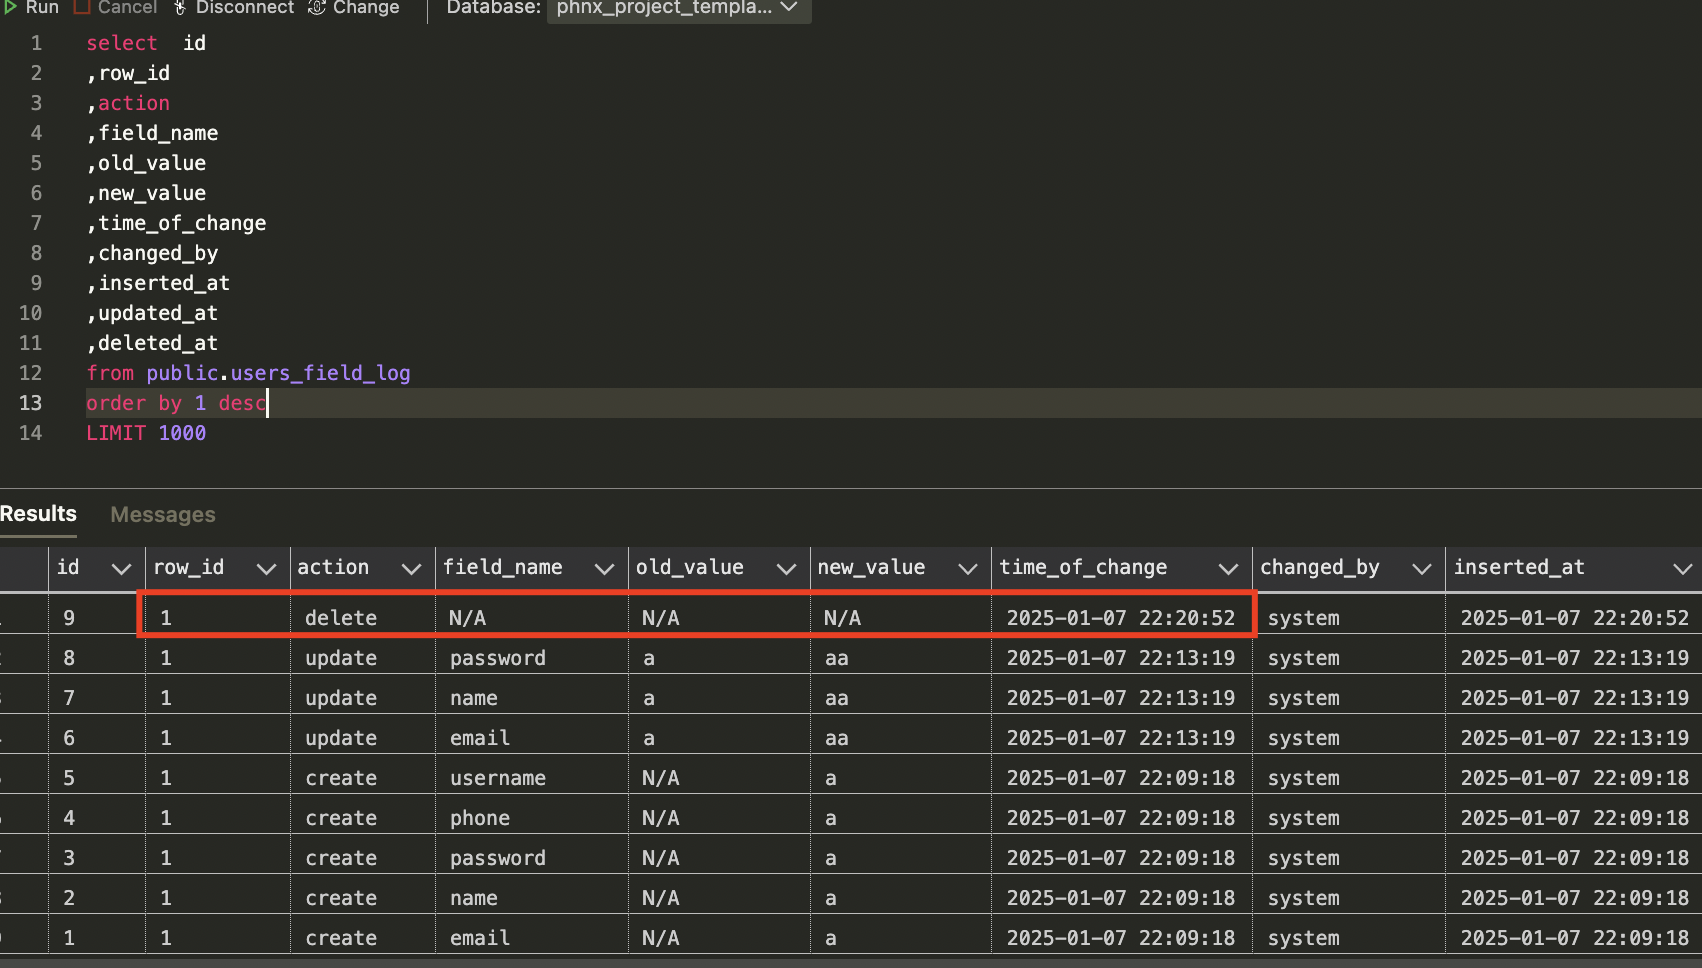 Run Cancel Disconnect Change Database: phnx_project_templa...
1 select  id
2 ,row_id
3 ,action
4 ,field_name
5 ,old_value
6 ,new_value
7 ,time_of_change
8 ,changed_by
9 ,inserted_at
10 ,updated_at
11 ,deleted_at
12 from public.users_field_log
13 order by 1 desc
14 LIMIT 1000
Results Messages
id row_id action field_name old_value new_value time_of_change changed_by inserted_at
9 1 delete N/A N/A N/A 2025-01-07 22:20:52 system 2025-01-07 22:20:52
8 1 update password a aa 2025-01-07 22:13:19 system 2025-01-07 22:13:19
7 1 update name a aa 2025-01-07 22:13:19 system 2025-01-07 22:13:19
6 1 update email a aa 2025-01-07 22:13:19 system 2025-01-07 22:13:19
5 1 create username N/A a 2025-01-07 22:09:18 system 2025-01-07 22:09:18
4 1 create phone N/A a 2025-01-07 22:09:18 system 2025-01-07 22:09:18
3 1 create password N/A a 2025-01-07 22:09:18 system 2025-01-07 22:09:18
2 1 create name N/A a 2025-01-07 22:09:18 system 2025-01-07 22:09:18
1 1 create email N/A a 2025-01-07 22:09:18 system 2025-01-07 22:09:18